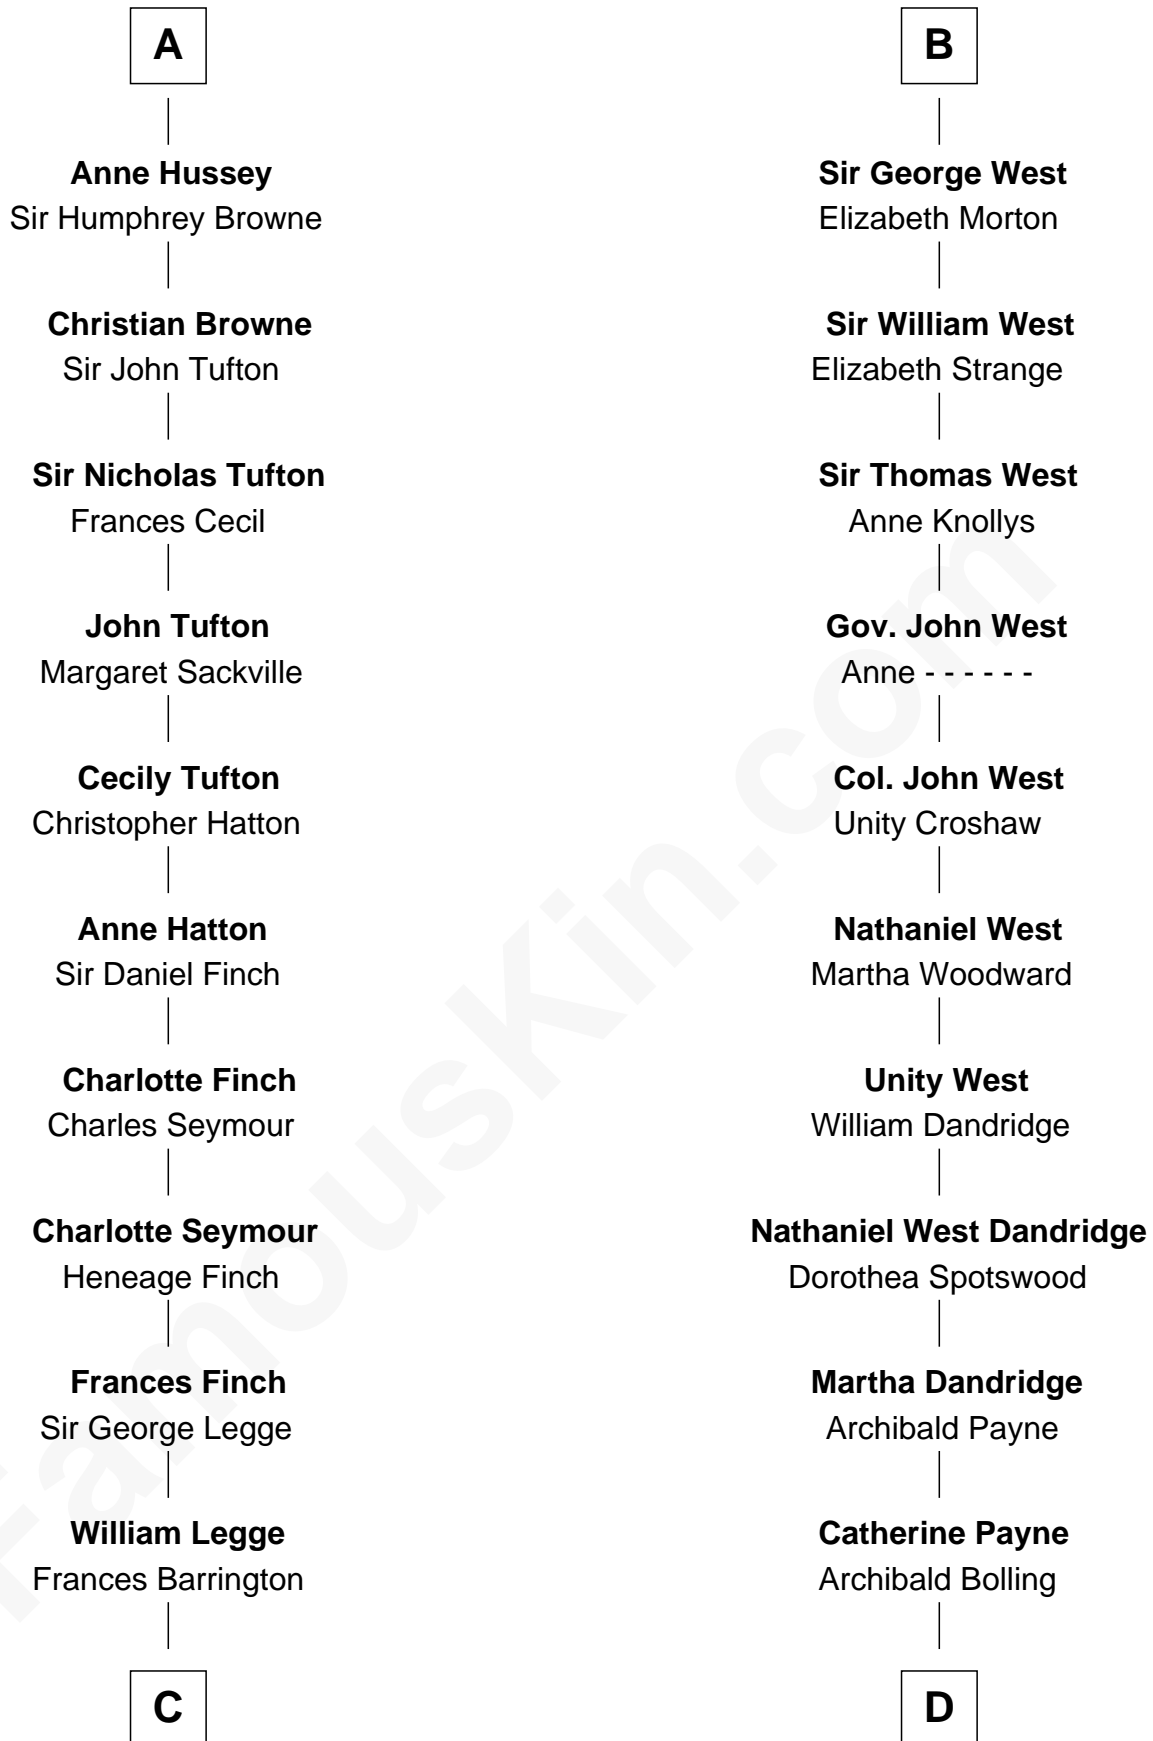 A
Anne Hussey
Sir Humphrey Browne
Christian Browne
Sir John Tufton
Sir Nicholas Tufton
Frances Cecil
John Tufton
Margaret Sackville
Cecily Tufton
Christopher Hatton
Anne Hatton
Sir Daniel Finch
Charlotte Finch
Charles Seymour
Charlotte Seymour
Heneage Finch
Frances Finch
Sir George Legge
William Legge
Frances Barrington
C
B
Sir George West
Elizabeth Morton
Sir William West
Elizabeth Strange
Sir Thomas West
Anne Knollys
Gov. John West
Anne - - - - - -
Col. John West
Unity Croshaw
Nathaniel West
Martha Woodward
Unity West
William Dandridge
Nathaniel West Dandridge
Dorothea Spotswood
Martha Dandridge
Archibald Payne
Catherine Payne
Archibald Bolling
D
FamousKin.com